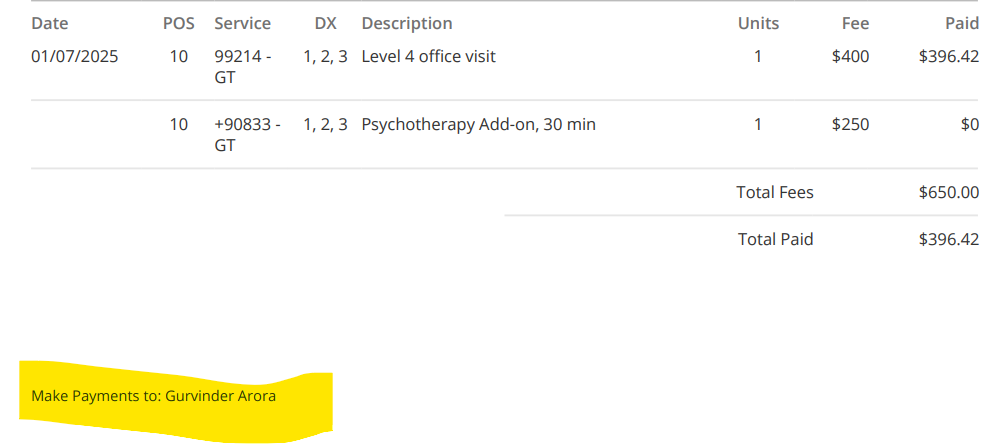 Date POS Service DX Description Units Fee Paid
01/07/2025 10 99214 - 1, 2, 3 Level 4 office visit 1 $400 $396.42
GT
10 +90833 - 1, 2, 3 Psychotherapy Add-on, 30 min 1 $250 $0
GT
Total Fees $650.00
Total Paid $396.42
Make Payments to: Gurvinder Arora